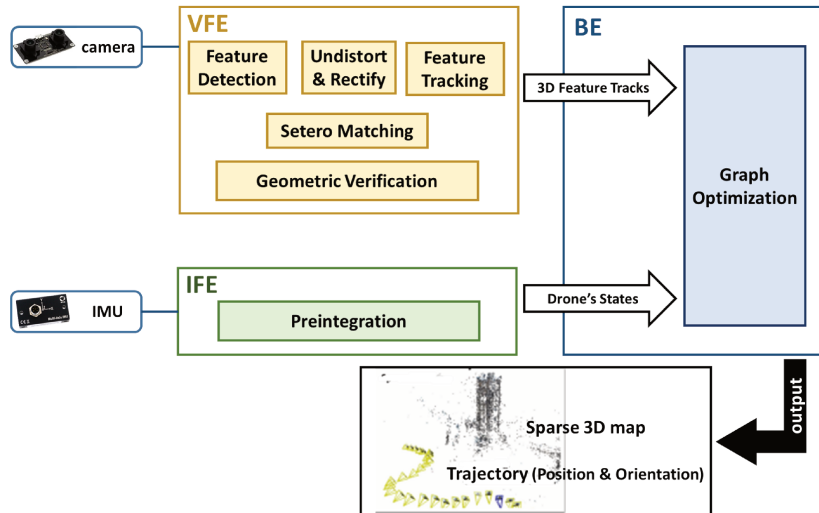 VFE
BE
camera
Feature
Detection
Undistort
& Rectify
Feature
Tracking
3D Feature Tracks
Setero Matching
Geometric Verification
Graph
Optimization
IFE
IMU
Preintegration
Drone's States
output
Sparse 3D map
Trajectory (Position & Orientation)